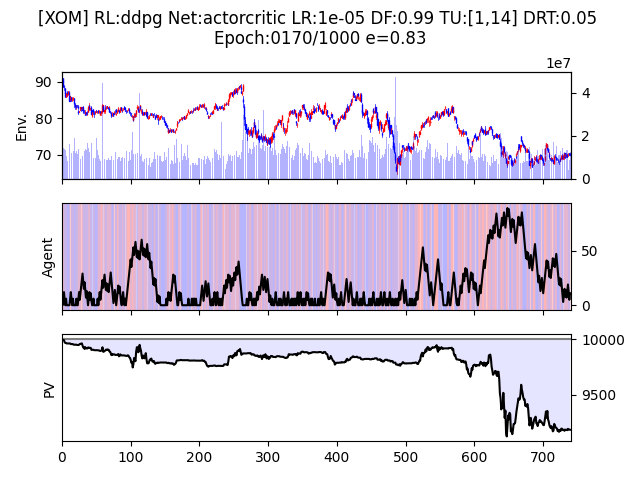 [XOM] RL:ddpg Net:actorcritic LR:1e-05 DF:0.99 TU:[1,14] DRT:0.05
Epoch:0170/1000 e=0.83
1e7
90
80
70
Env.
4
2
0
Agent
50
0
PV
10000
9500
0 100 200 300 400 500 600 700